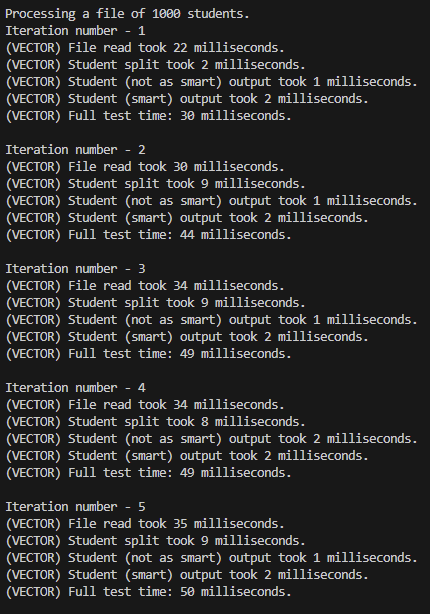 Processing a file of 1000 students.
Iteration number - 1
(VECTOR) File read took 22 milliseconds.
(VECTOR) Student split took 2 milliseconds.
(VECTOR) Student (not as smart) output took 1 milliseconds.
(VECTOR) Student (smart) output took 2 milliseconds.
(VECTOR) Full test time: 30 milliseconds.
Iteration number - 2
(VECTOR) File read took 30 milliseconds.
(VECTOR) Student split took 9 milliseconds.
(VECTOR) Student (not as smart) output took 1 milliseconds.
(VECTOR) Student (smart) output took 2 milliseconds.
(VECTOR) Full test time: 44 milliseconds.
Iteration number - 3
(VECTOR) File read took 34 milliseconds.
(VECTOR) Student split took 9 milliseconds.
(VECTOR) Student (not as smart) output took 1 milliseconds.
(VECTOR) Student (smart) output took 2 milliseconds.
(VECTOR) Full test time: 49 milliseconds.
Iteration number - 4
(VECTOR) File read took 34 milliseconds.
(VECTOR) Student split took 8 milliseconds.
(VECTOR) Student (not as smart) output took 2 milliseconds.
(VECTOR) Student (smart) output took 2 milliseconds.
(VECTOR) Full test time: 49 milliseconds.
Iteration number - 5
(VECTOR) File read took 35 milliseconds.
(VECTOR) Student split took 9 milliseconds.
(VECTOR) Student (not as smart) output took 1 milliseconds.
(VECTOR) Student (smart) output took 2 milliseconds.
(VECTOR) Full test time: 50 milliseconds.